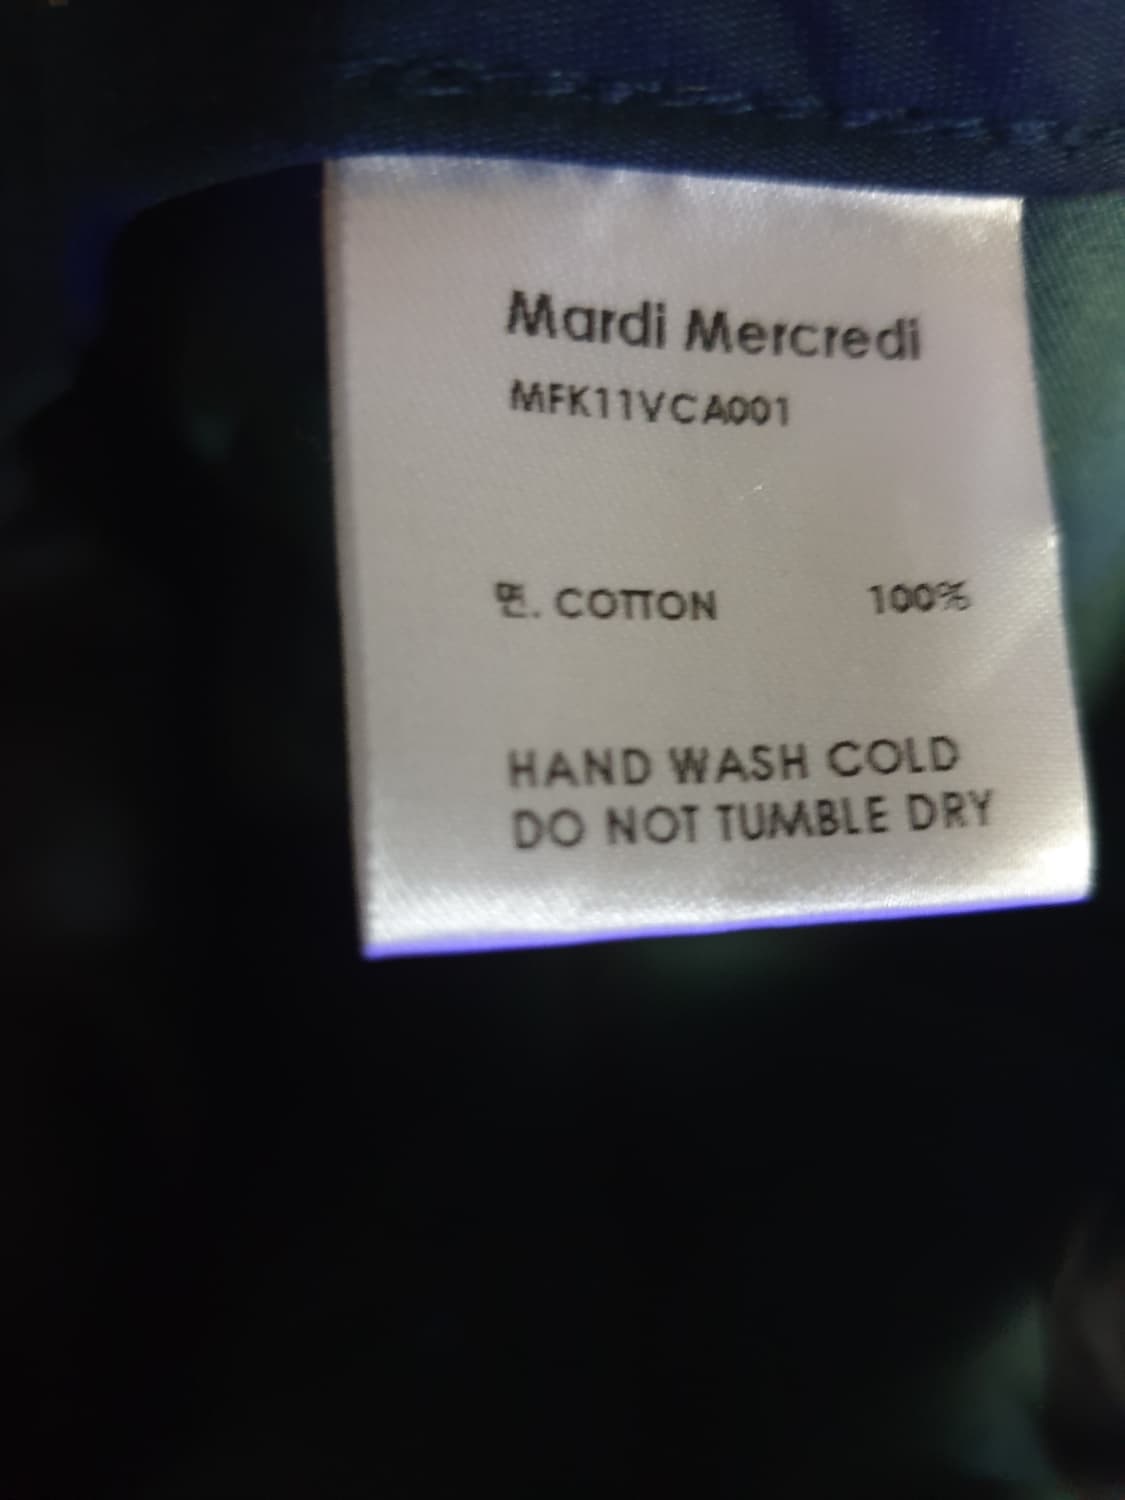 Mardi Mercredi
MFK11VCA001
면. COTTON 100%
HAND WASH COLD
DO NOT TUMBLE DRY